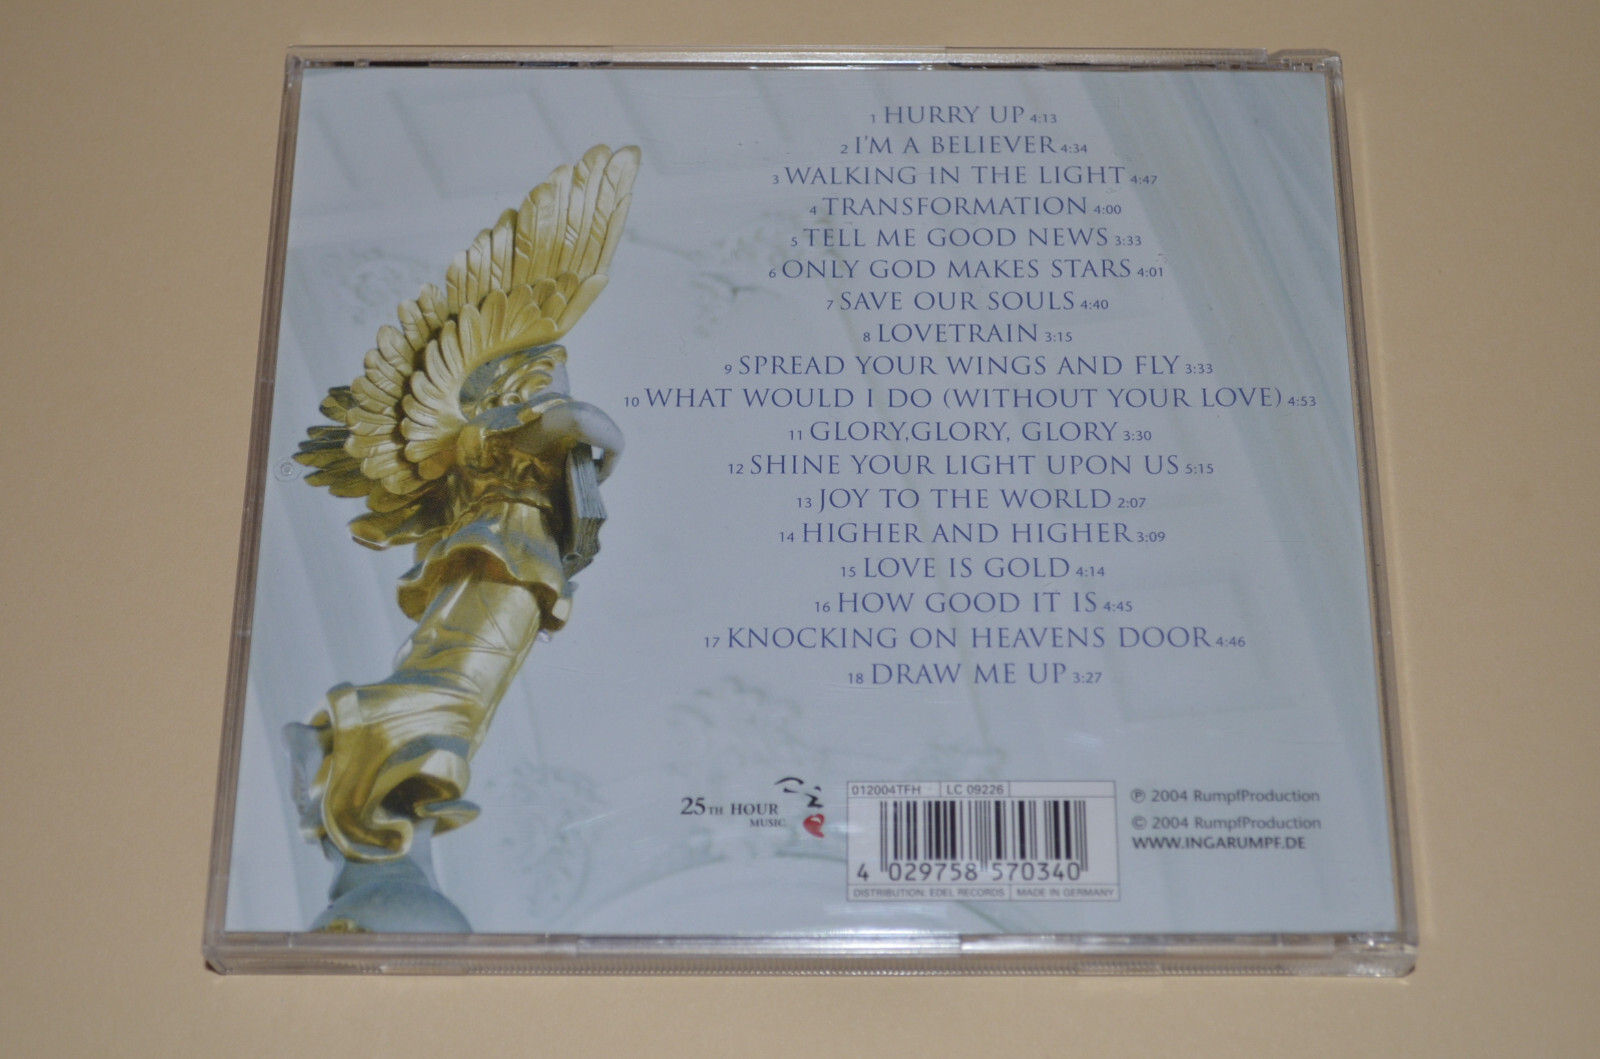 1 HURRY UP 4:13
2 I'M A BELIEVER 4:34
3 WALKING IN THE LIGHT 4:47
4 TRANSFORMATION 4:00
5 TELL ME GOOD NEWS 3:33
6 ONLY GOD MAKES STARS 4:01
7 SAVE OUR SOULS 4:40
8 LOVETRAIN 3:15
9 SPREAD YOUR WINGS AND FLY 3:33
10 WHAT WOULD I DO (WITHOUT YOUR LOVE) 4:53
11 GLORY,GLORY, GLORY 3:30
12 SHINE YOUR LIGHT UPON US 5:15
13 JOY TO THE WORLD 2:07
14 HIGHER AND HIGHER 3:09
15 LOVE IS GOLD 4:14
16 HOW GOOD IT IS 4:45
17 KNOCKING ON HEAVENS DOOR 4:46
18 DRAW ME UP 3:27
25TH HOUR
MUSIC
012004TFH LC 09226
4 029758 570340
DISTRIBUTION: EDEL RECORDS MADE IN GERMANY
℗ 2004 RumpfProduction
© 2004 RumpfProduction
WWW.INGARUMPF.DE